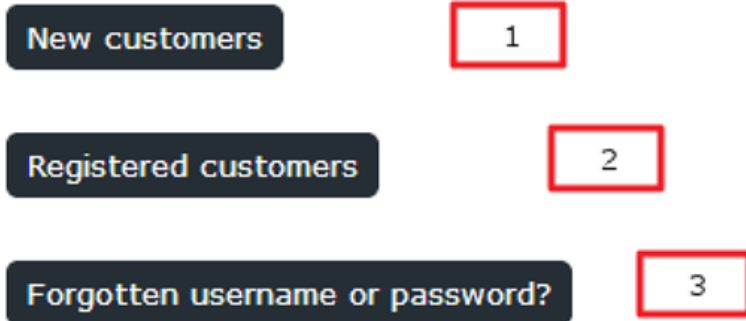 New customers 1
Registered customers 2
Forgotten username or password? 3